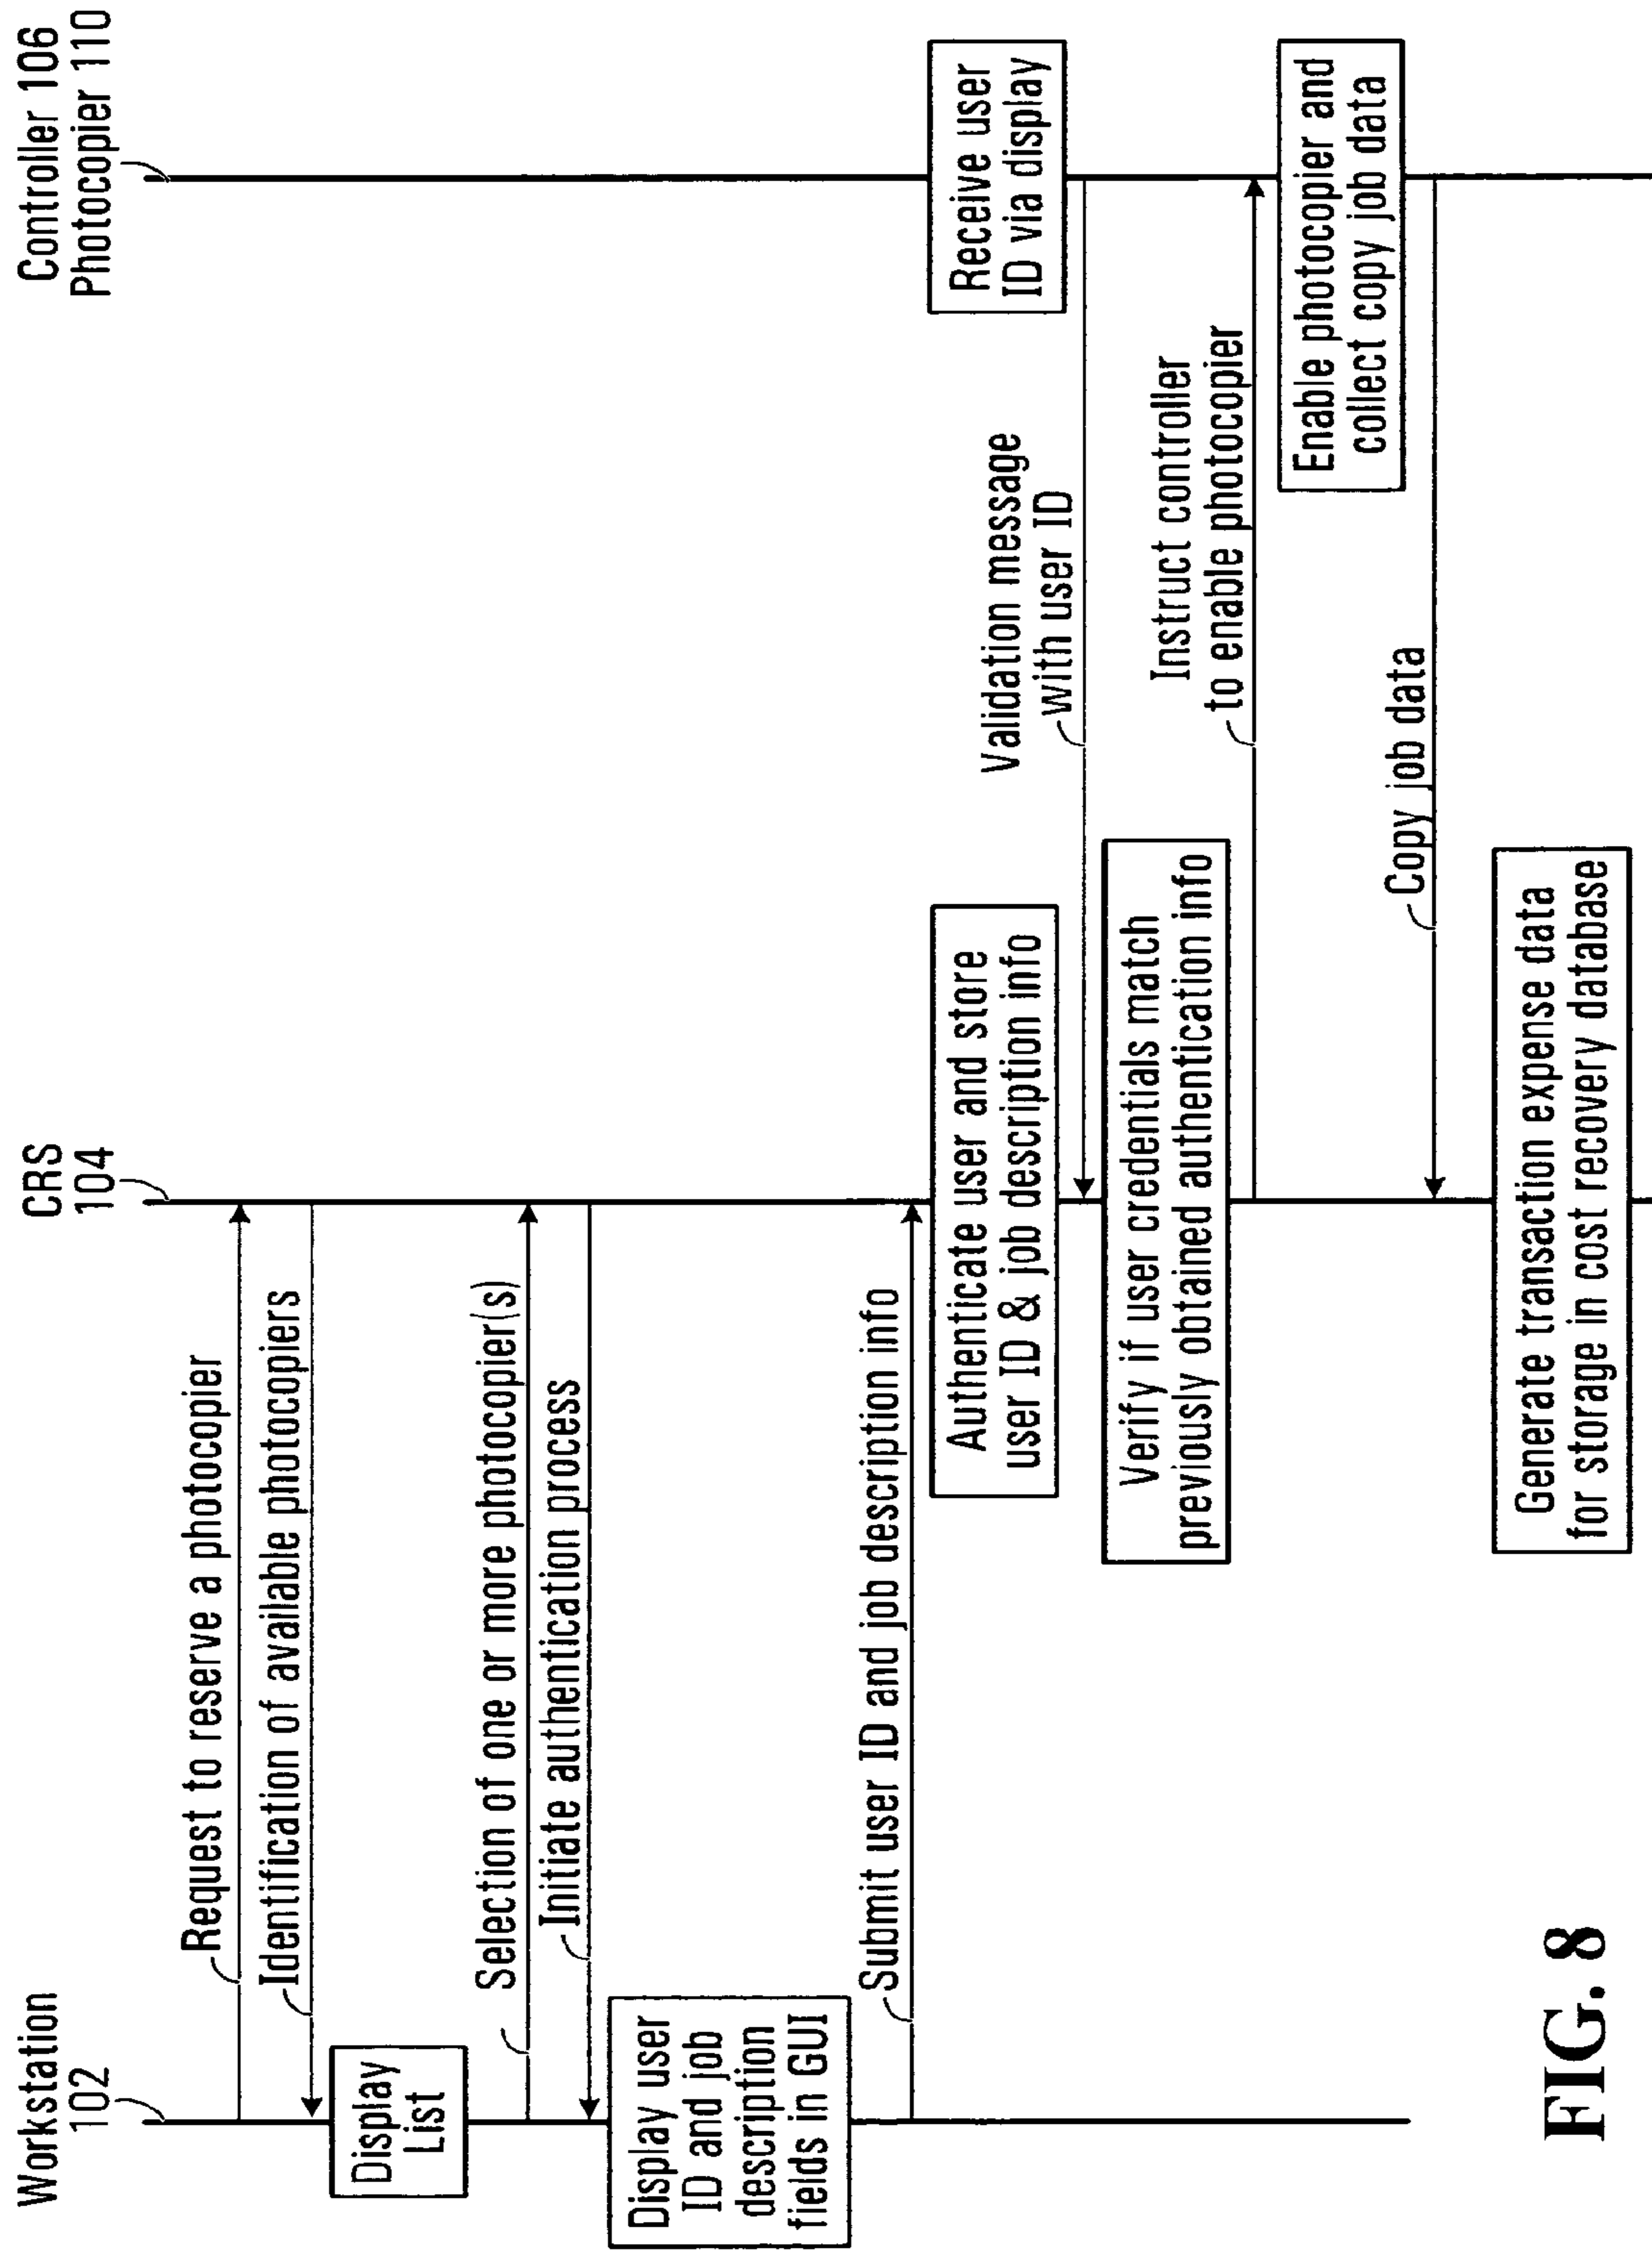 Workstation
102
CRS
104
Controller 106
Photocopier 110
Request to reserve a photocopier
Identification of available photocopiers
Display
List
Selection of one or more photocopier(s)
Initiate authentication process
Display user
ID and job
description
fields in GUI
Submit user ID and job description info
Authenticate user and store
user ID & job description info
Receive user
ID via display
Validation message
with user ID
Verify if user credentials match
previously obtained authentication info
Instruct controller
to enable photocopier
Enable photocopier and
collect copy job data
Copy job data
Generate transaction expense data
for storage in cost recovery database
FIG. 8